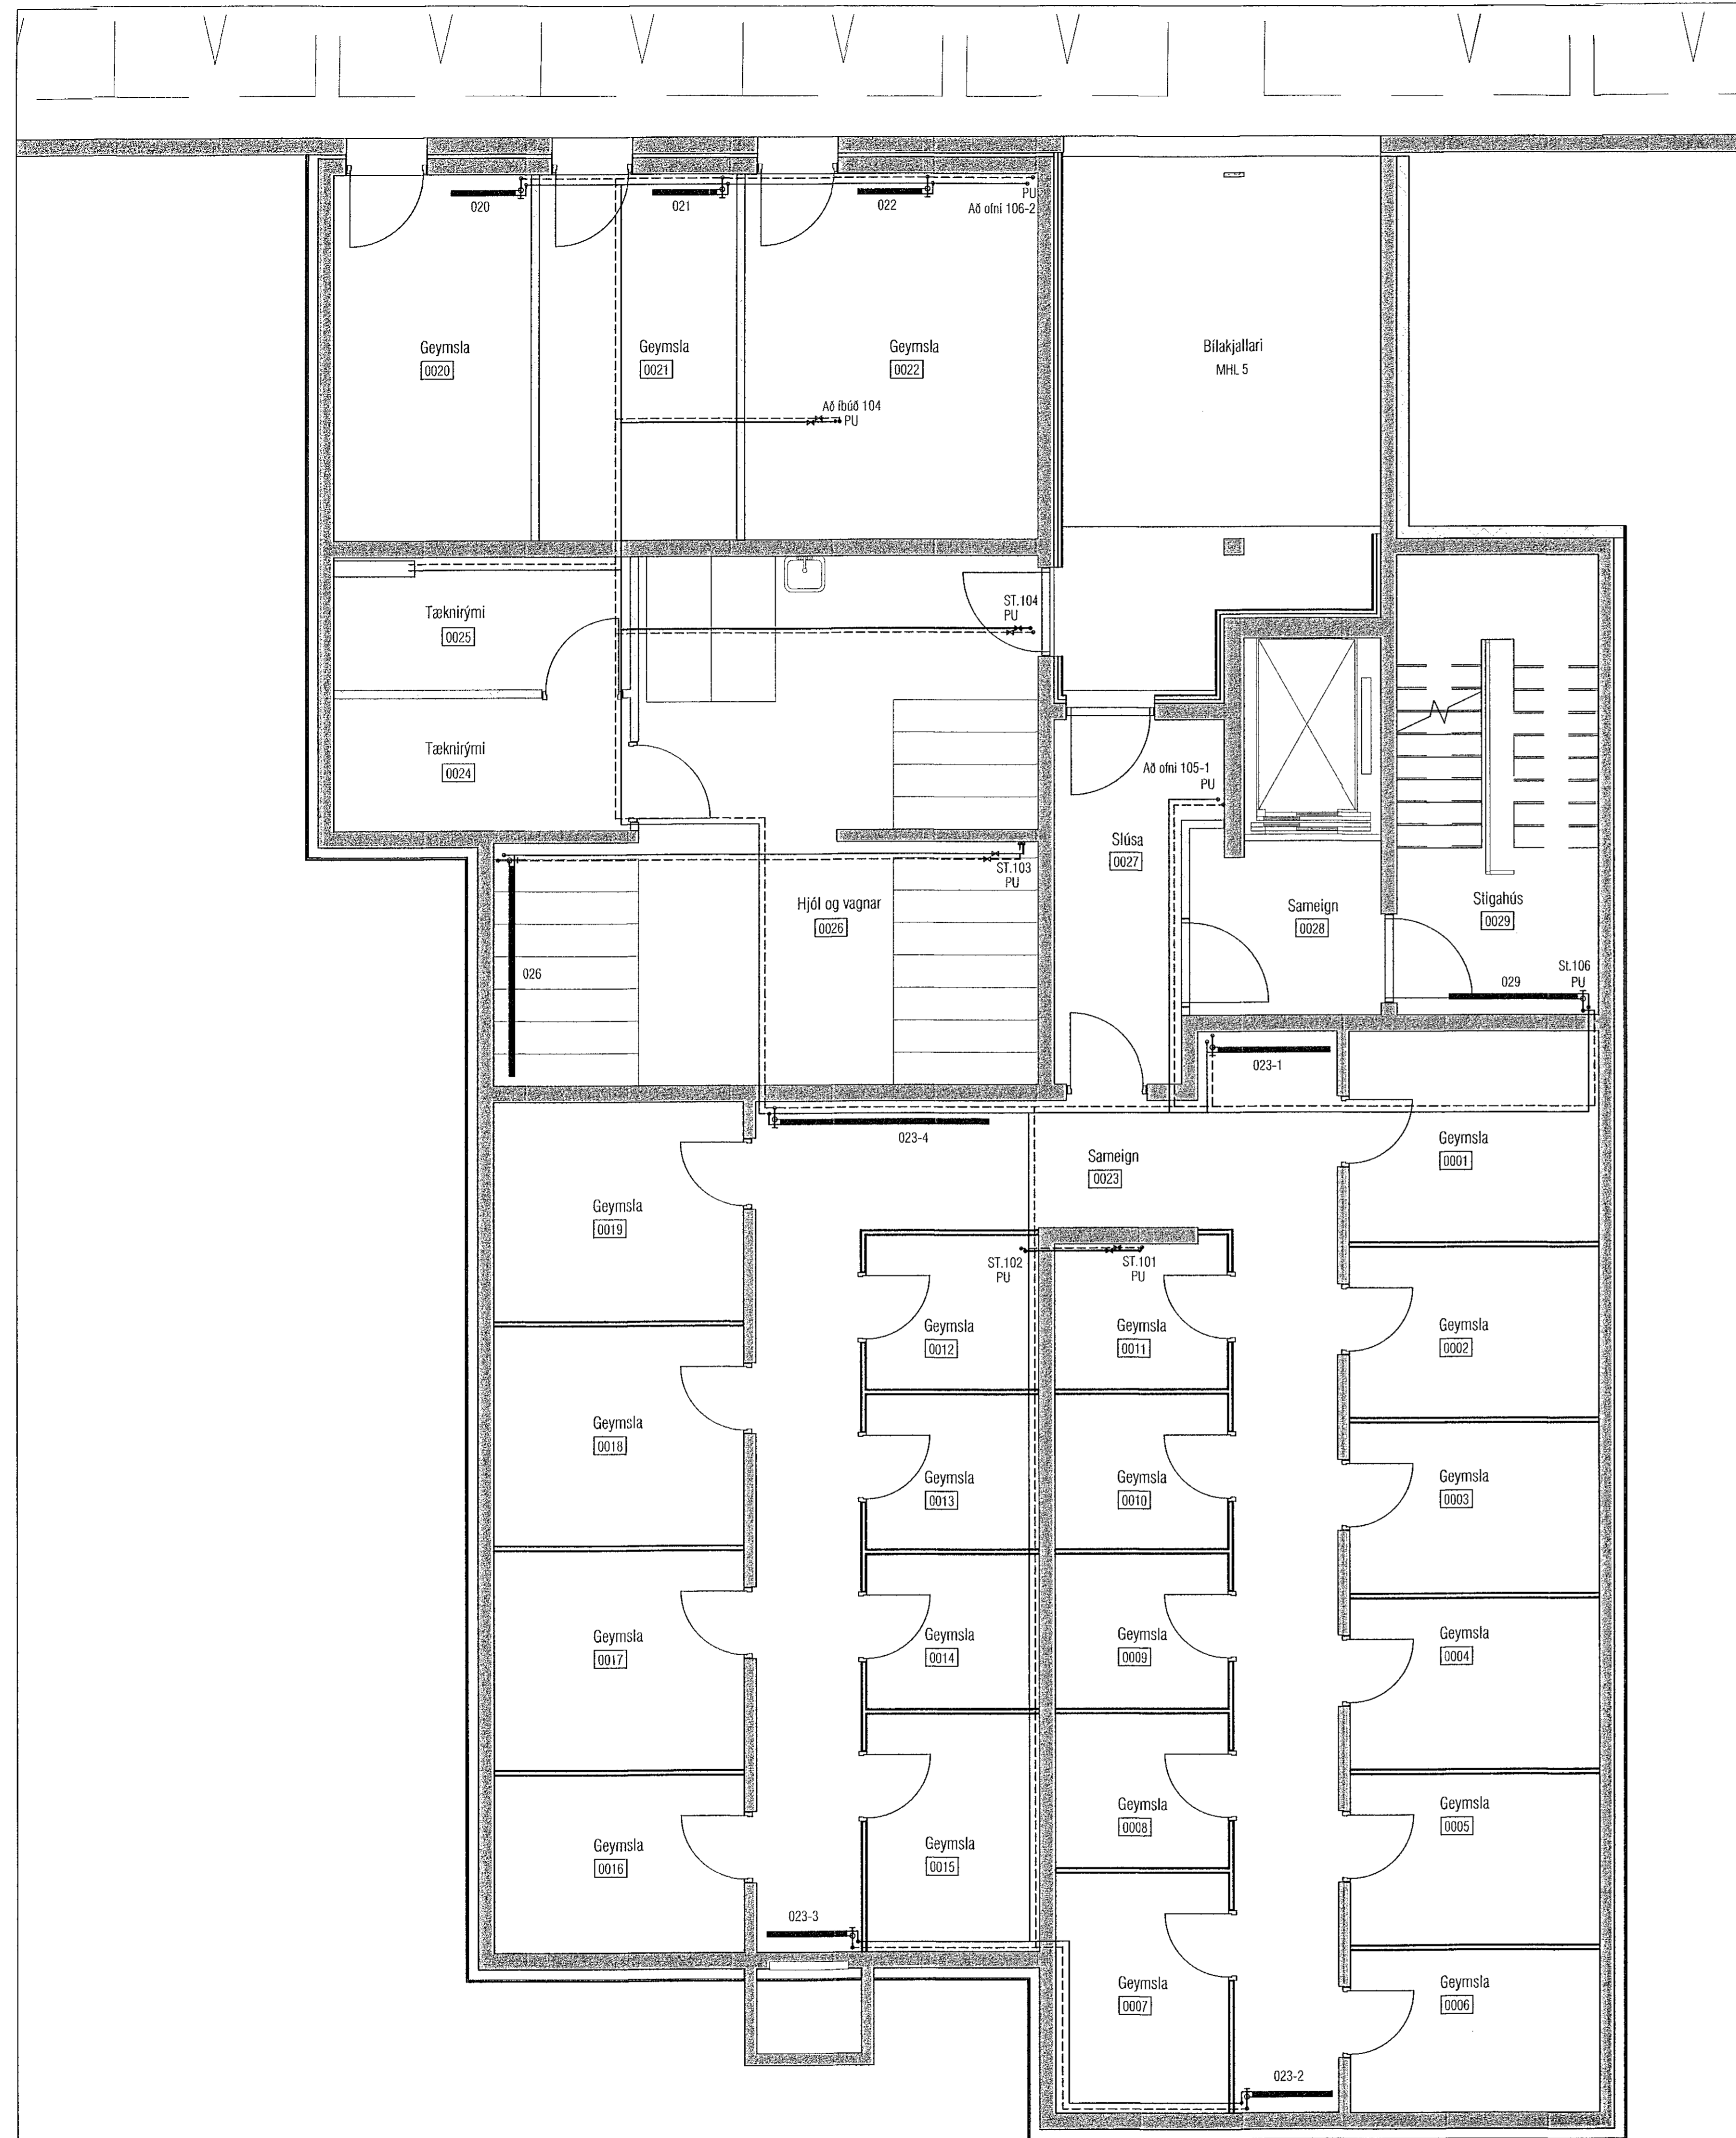 020
021
022
PU
Að ofni 106-2
Geymsla
0020
Geymsla
0021
Geymsla
0022
Bílakjallari
MHL 5
Að íbúð 104
PU
Tæknirými
0025
ST.104
PU
Tæknirými
0024
Að ofni 105-1
PU
Slúsa
0027
ST.103
PU
Hjól og vagnar
0026
Sameign
0028
Stigahús
0029
026
029
St.106
PU
023-1
023-4
Sameign
0023
Geymsla
0001
Geymsla
0019
ST.102
PU
ST.101
PU
Geymsla
0012
Geymsla
0011
Geymsla
0002
Geymsla
0018
Geymsla
0013
Geymsla
0010
Geymsla
0003
Geymsla
0017
Geymsla
0014
Geymsla
0009
Geymsla
0004
Geymsla
0016
Geymsla
0015
Geymsla
0008
Geymsla
0005
023-3
Geymsla
0007
Geymsla
0006
023-2